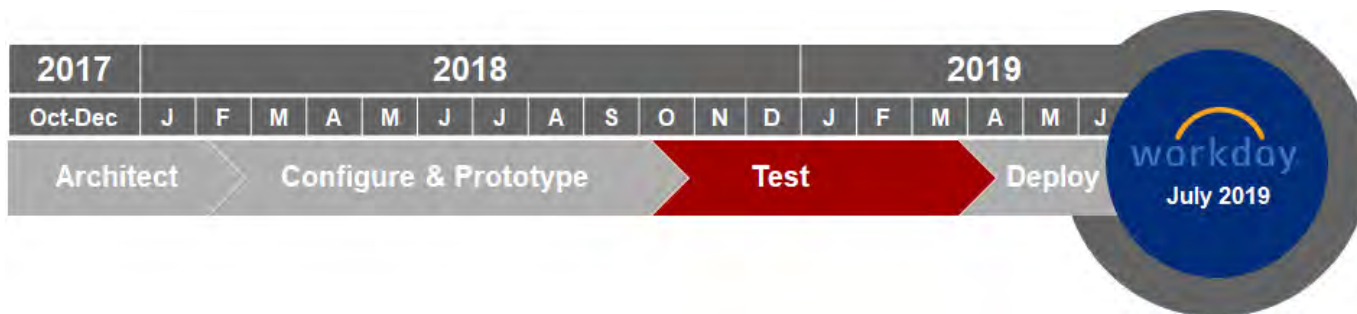 2017 2018 2019
Oct-Dec J F M A M J J A S O N D J F M A M J
Architect Configure & Prototype Test Deploy
workday
July 2019